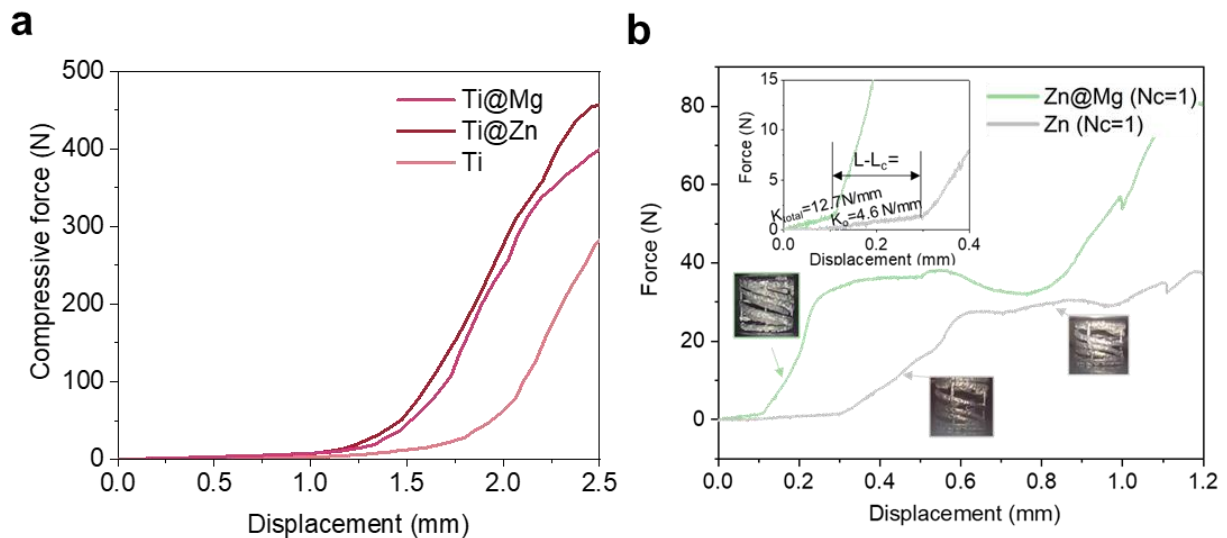 a
500
400
300
200
100
0
Compressive force (N)
Ti@Mg
Ti@Zn
Ti
0.0 0.5 1.0 1.5 2.0 2.5
Displacement (mm)
b
80
60
40
20
0
Force (N)
Zn@Mg (Nc=1)
Zn (Nc=1)
15
10
5
0
Force (N)
L-Lc=
Ktotal=12.7N/mm
Ko=4.6 N/mm
0.0 0.2 0.4
Displacement (mm)
0.0 0.2 0.4 0.6 0.8 1.0 1.2
Displacement (mm)